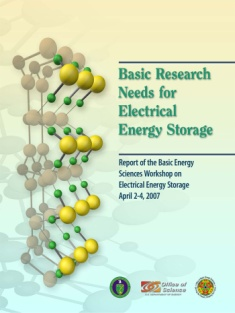 Basic Research
Needs for
Electrical
Energy Storage
Report of the Basic Energy
Sciences Workshop on
Electrical Energy Storage
April 2-4, 2007
Office of
Science